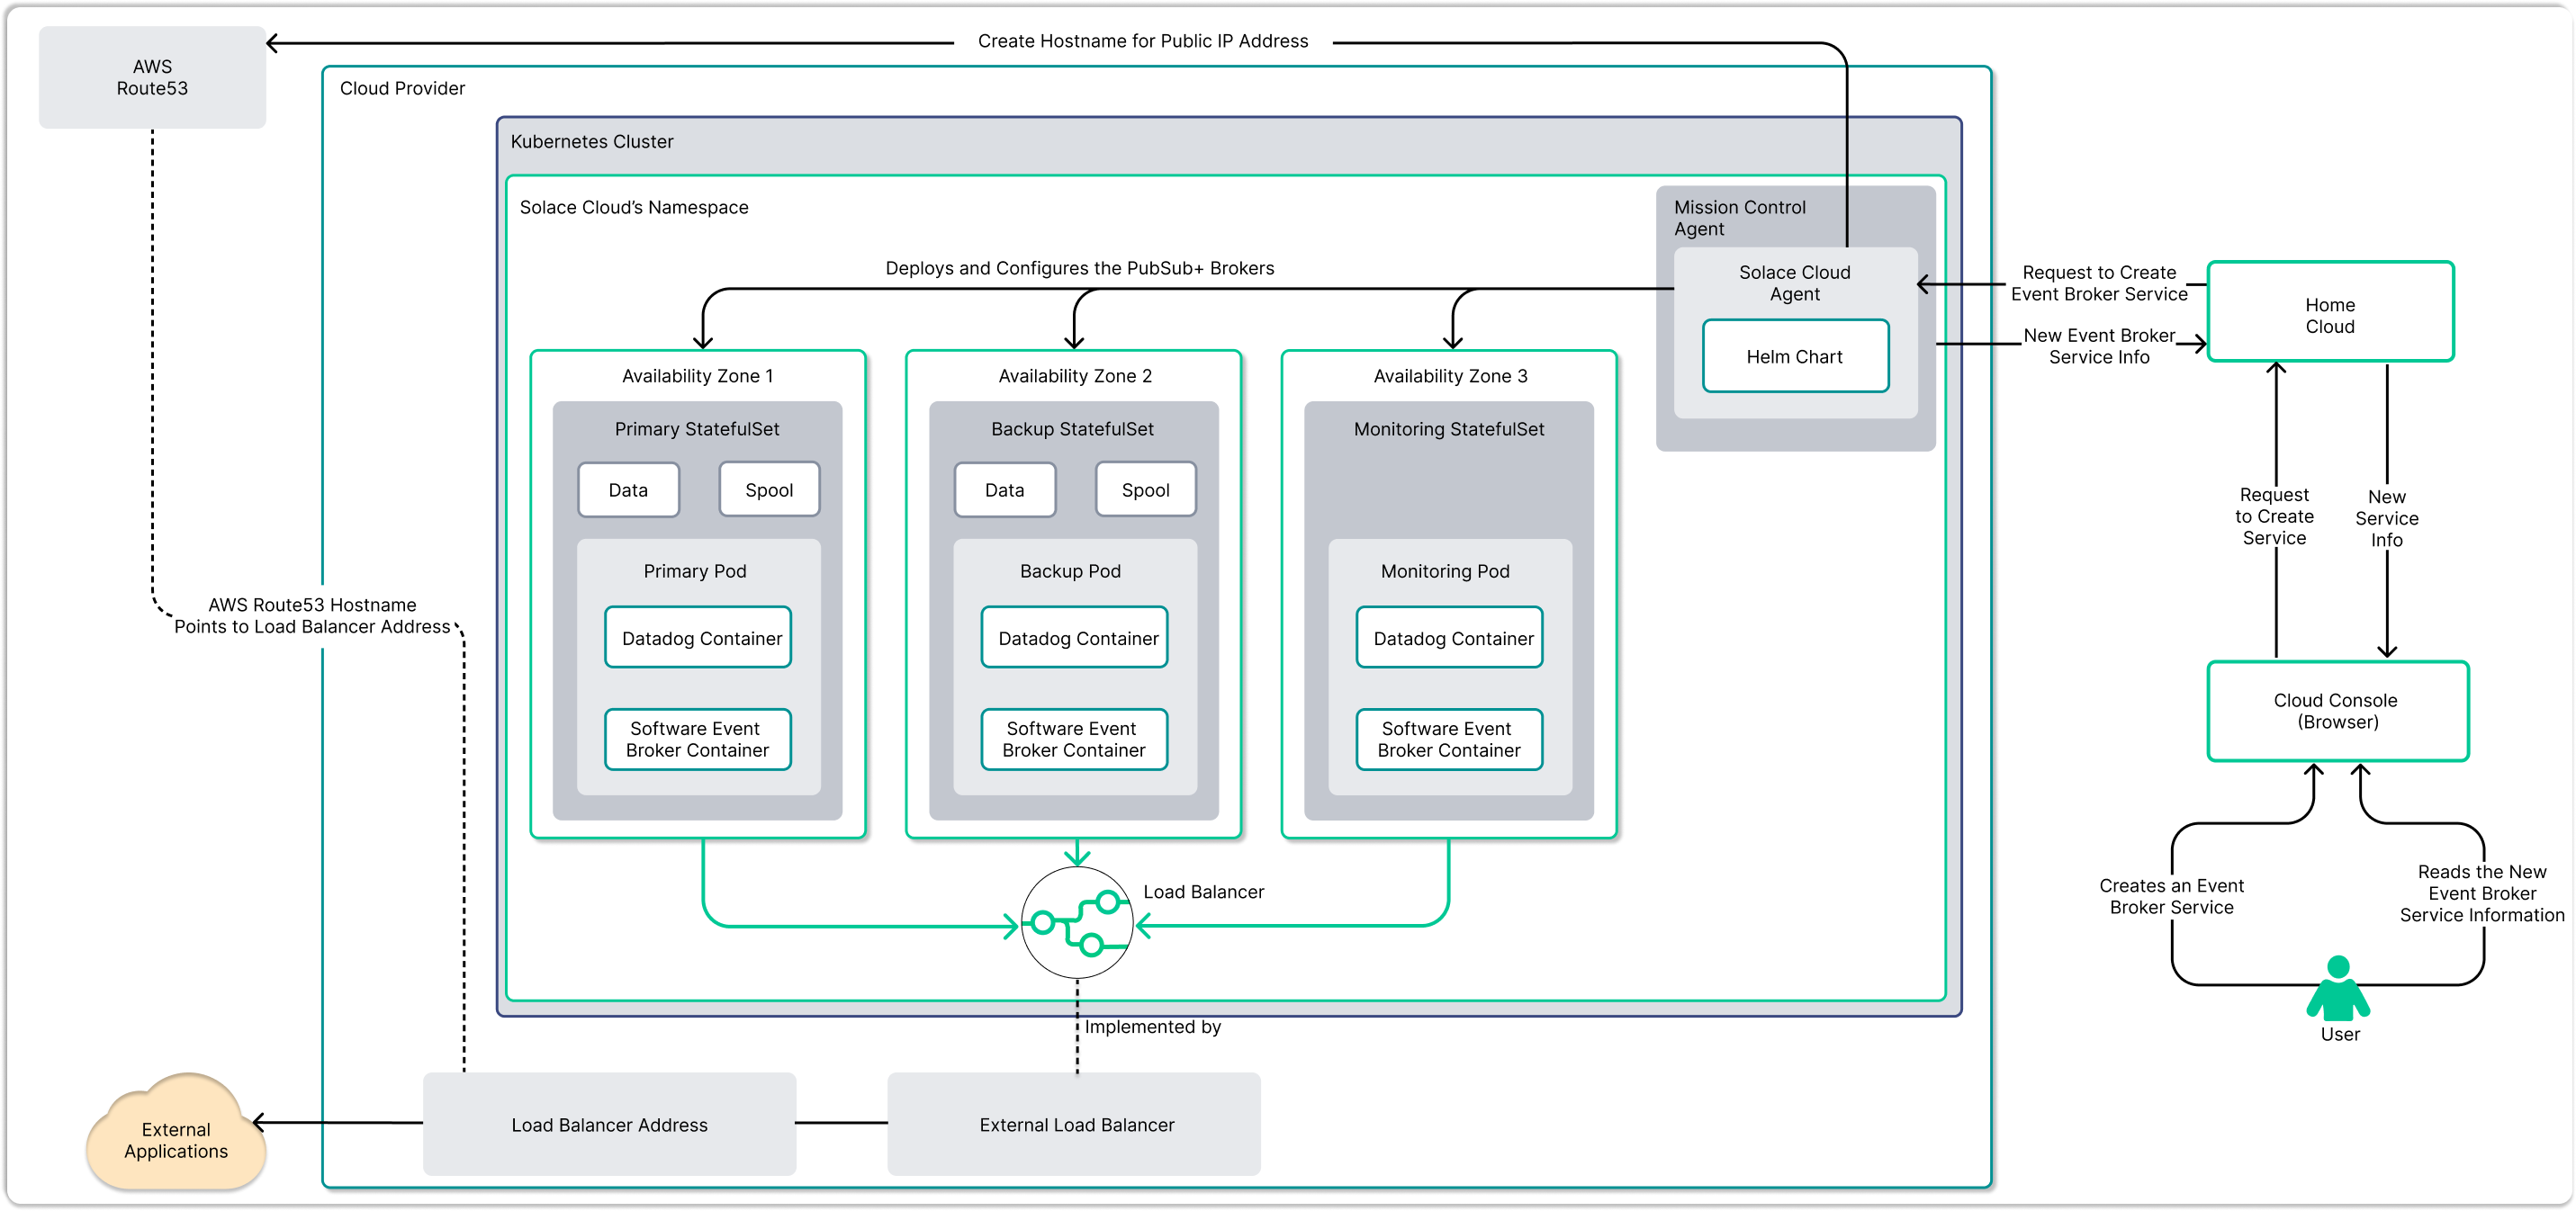 Create Hostname for Public IP Address
AWS
Route53
Cloud Provider
Kubernetes Cluster
Solace Cloud’s Namespace
Mission Control
Agent
Solace Cloud
Agent
Helm Chart
Deploys and Configures the PubSub+ Brokers
Request to Create
Event Broker Service
New Event Broker
Service Info
Home
Cloud
Availability Zone 1
Primary StatefulSet
Data
Spool
Primary Pod
Datadog Container
Software Event
Broker Container
Availability Zone 2
Backup StatefulSet
Data
Spool
Backup Pod
Datadog Container
Software Event
Broker Container
Availability Zone 3
Monitoring StatefulSet
Monitoring Pod
Datadog Container
Software Event
Broker Container
Request
to Create
Service
New
Service
Info
AWS Route53 Hostname
Points to Load Balancer Address
Cloud Console
(Browser)
Load Balancer
Creates an Event
Broker Service
Reads the New
Event Broker
Service Information
User
Implemented by
External
Applications
Load Balancer Address
External Load Balancer